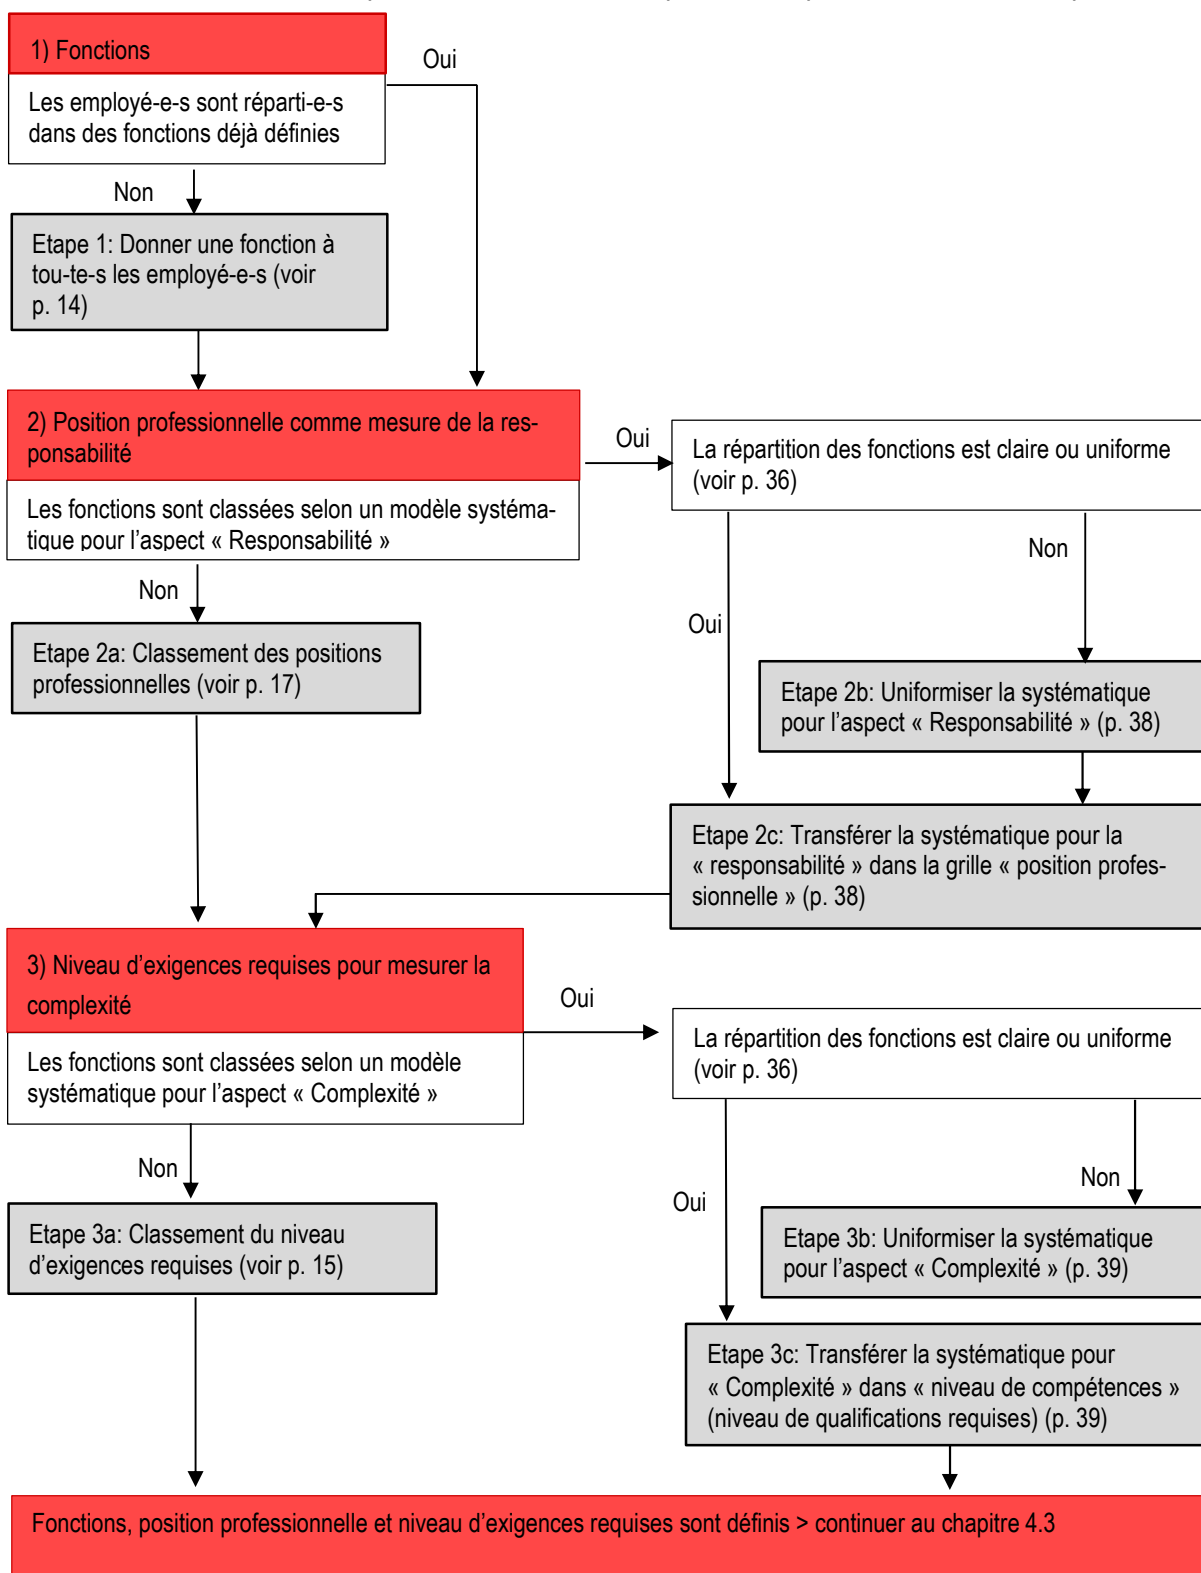 1) Fonctions
Oui
Les employé-e-s sont réparti-e-s
dans des fonctions déjà définies
Non
Etape 1: Donner une fonction à
tou-te-s les employé-e-s (voir
p. 14)
2) Position professionnelle comme mesure de la res-
ponsabilité
Oui
La répartition des fonctions est claire ou uniforme
(voir p. 36)
Les fonctions sont classées selon un modèle systéma-
tique pour l'aspect « Responsabilité »
Non
Non
Oui
Etape 2a: Classement des positions
professionnelles (voir p. 17)
Etape 2b: Uniformiser la systématique
pour l'aspect « Responsabilité » (p. 38)
Etape 2c: Transférer la systématique pour la
« responsabilité » dans la grille « position profes-
sionnelle » (p. 38)
3) Niveau d'exigences requises pour mesurer la
complexité
Oui
La répartition des fonctions est claire ou uniforme
(voir p. 36)
Les fonctions sont classées selon un modèle
systématique pour l'aspect « Complexité »
Non
Non
Oui
Etape 3a: Classement du niveau
d'exigences requises (voir p. 15)
Etape 3b: Uniformiser la systématique
pour l'aspect « Complexité » (p. 39)
Etape 3c: Transférer la systématique pour
« Complexité » dans « niveau de compétences »
(niveau de qualifications requises) (p. 39)
Fonctions, position professionnelle et niveau d'exigences requises sont définis > continuer au chapitre 4.3